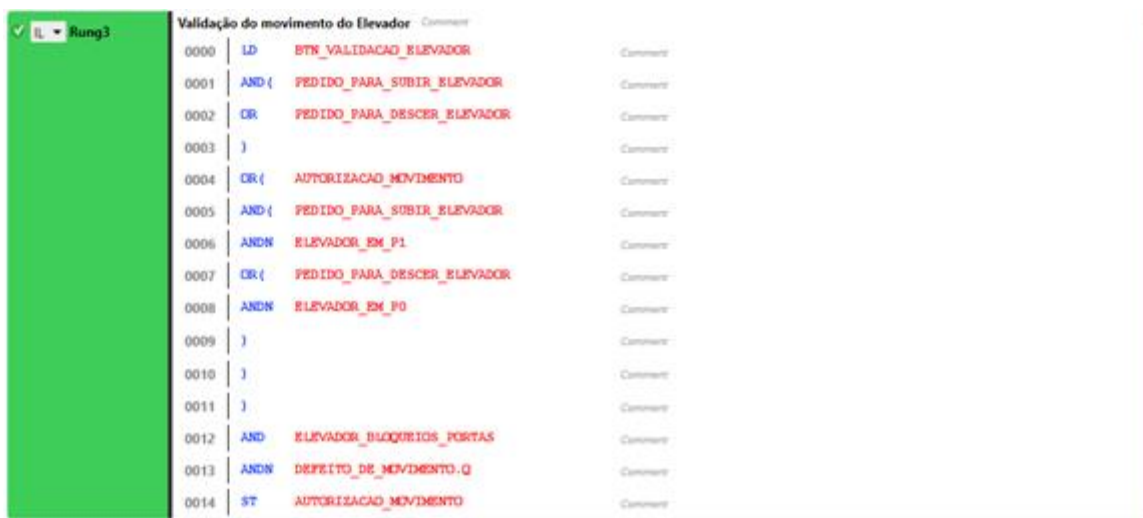 IL Rung3
Validação do movimento do Elevador Comment
0000 LD BTN_VALIDACAO_ELEVADOR Comment
0001 AND( PEDIDO_PARA_SUBIR_ELEVADOR Comment
0002 OR PEDIDO_PARA_DESCER_ELEVADOR Comment
0003 ) Comment
0004 OR( AUTORIZACAO_MOVIMENTO Comment
0005 AND( PEDIDO_PARA_SUBIR_ELEVADOR Comment
0006 ANDN ELEVADOR_EM_P1 Comment
0007 OR( PEDIDO_PARA_DESCER_ELEVADOR Comment
0008 ANDN ELEVADOR_EM_P0 Comment
0009 ) Comment
0010 ) Comment
0011 ) Comment
0012 AND ELEVADOR_BLOQUEIOS_PORTAS Comment
0013 ANDN DEFEITO_DE_MOVIMENTO.Q Comment
0014 ST AUTORIZACAO_MOVIMENTO Comment